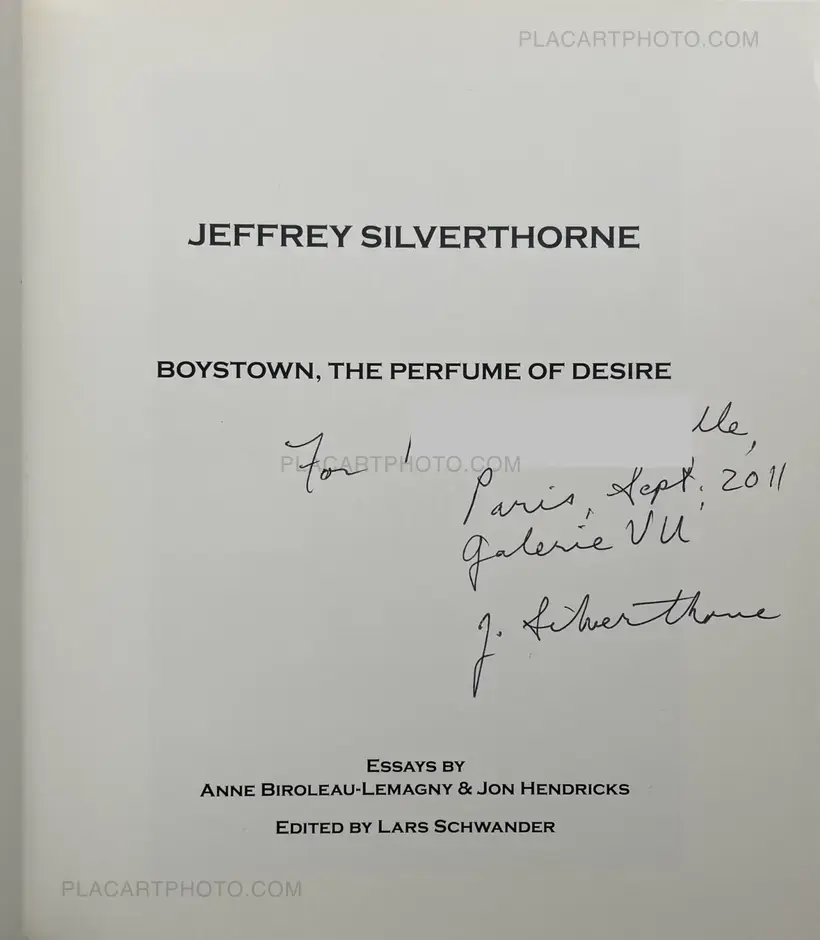 PLACARTPHOTO.COM
JEFFREY SILVERTHORNE
BOYSTOWN, THE PERFUME OF DESIRE
For
PLACARTPHOTO.COM
Paris, Sept. 2011
Galerie VU'
J. Silverthorne
ESSAYS BY
ANNE BIROLEAU-LEMAGNY & JON HENDRICKS
EDITED BY LARS SCHWANDER
PLACARTPHOTO.COM